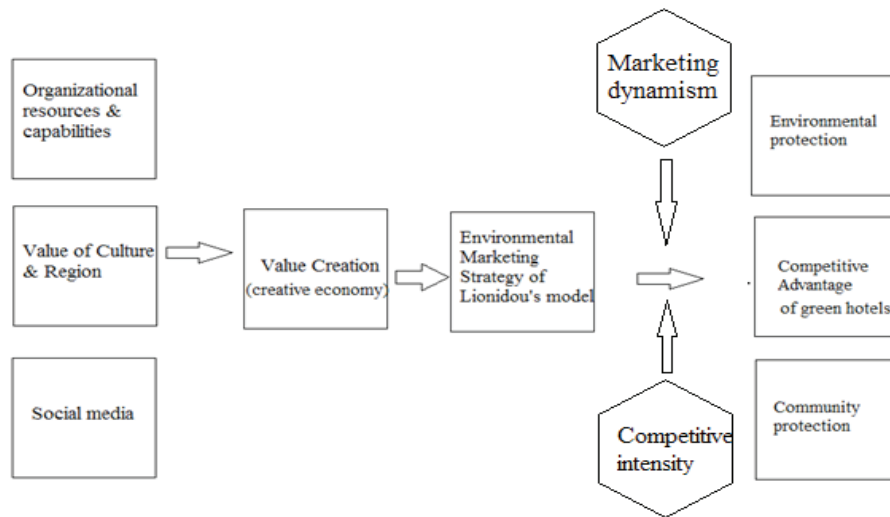 Organizational
resources &
capabilities
Value of Culture
& Region
Social media
Value Creation
(creative economy)
Environmental
Marketing
Strategy of
Lionidou's model
Marketing
dynamism
Competitive
intensity
Environmental
protection
Competitive
Advantage
of green hotels
Community
protection